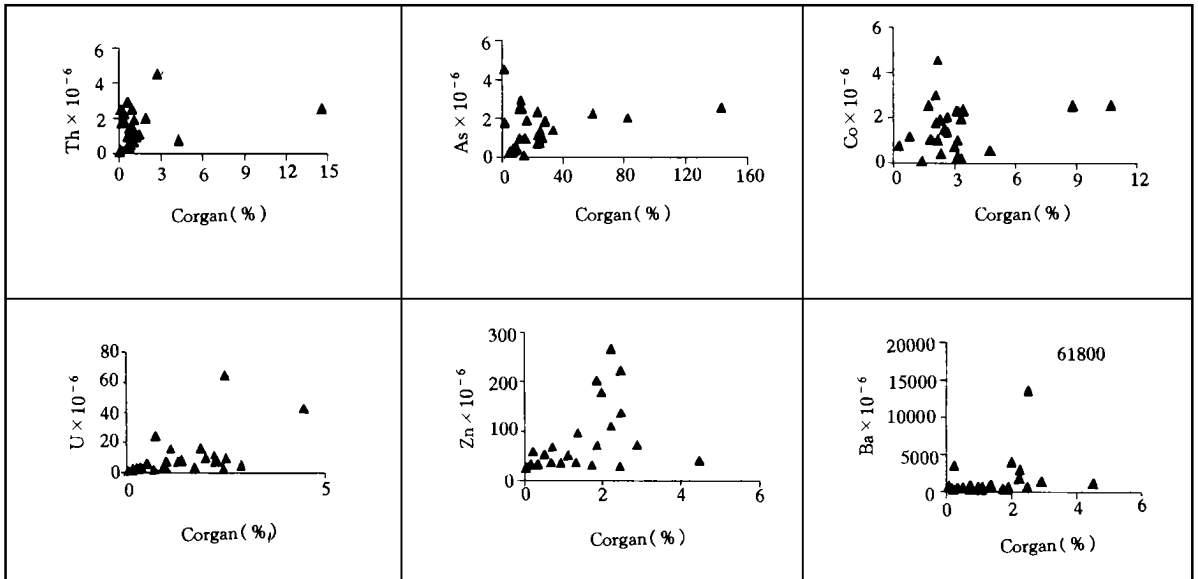 Th × 10⁻⁶
6
4
2
0
0 3 6 9 12 15
Corgan ( % )
As × 10⁻⁶
6
4
2
0
0 40 80 120 160
Corgan ( % )
Co × 10⁻⁶
6
4
2
0
0 3 6 9 12
Corgan ( % )
U × 10⁻⁶
80
60
40
20
0
0 5
Corgan ( %,)
Zn × 10⁻⁶
300
200
100
0
0 2 4 6
Corgan ( % )
Ba × 10⁻⁶
20000
15000
10000
5000
0
61800
0 2 4 6
Corgan ( % )